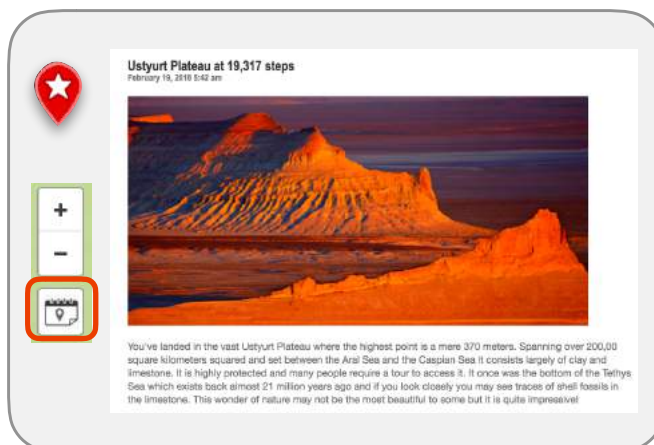 Ustyurt Plateau at 19,317 steps
February 19, 2016 5:42 am
+
−
You've landed in the vast Ustyurt Plateau where the highest point is a mere 370 meters. Spanning over 200,00
square kilometers squared and set between the Aral Sea and the Caspian Sea it consists largely of clay and
limestone. It is highly protected and many people require a tour to access it. It once was the bottom of the Tethys
Sea which exists back almost 21 million years ago and if you look closely you may see traces of shell fossils in
the limestone. This wonder of nature may not be the most beautiful to some but it is quite impressive!